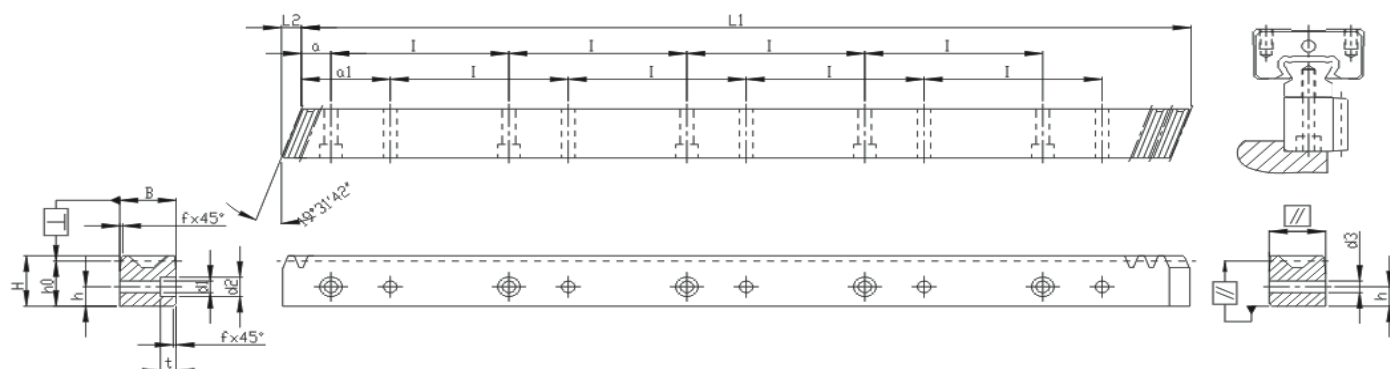 L2 L1
a I I I I
a1 I I I I
19°31'42"
B
f×45°
H h0 h d1 d2
f×45°
t
//
d3
//
h